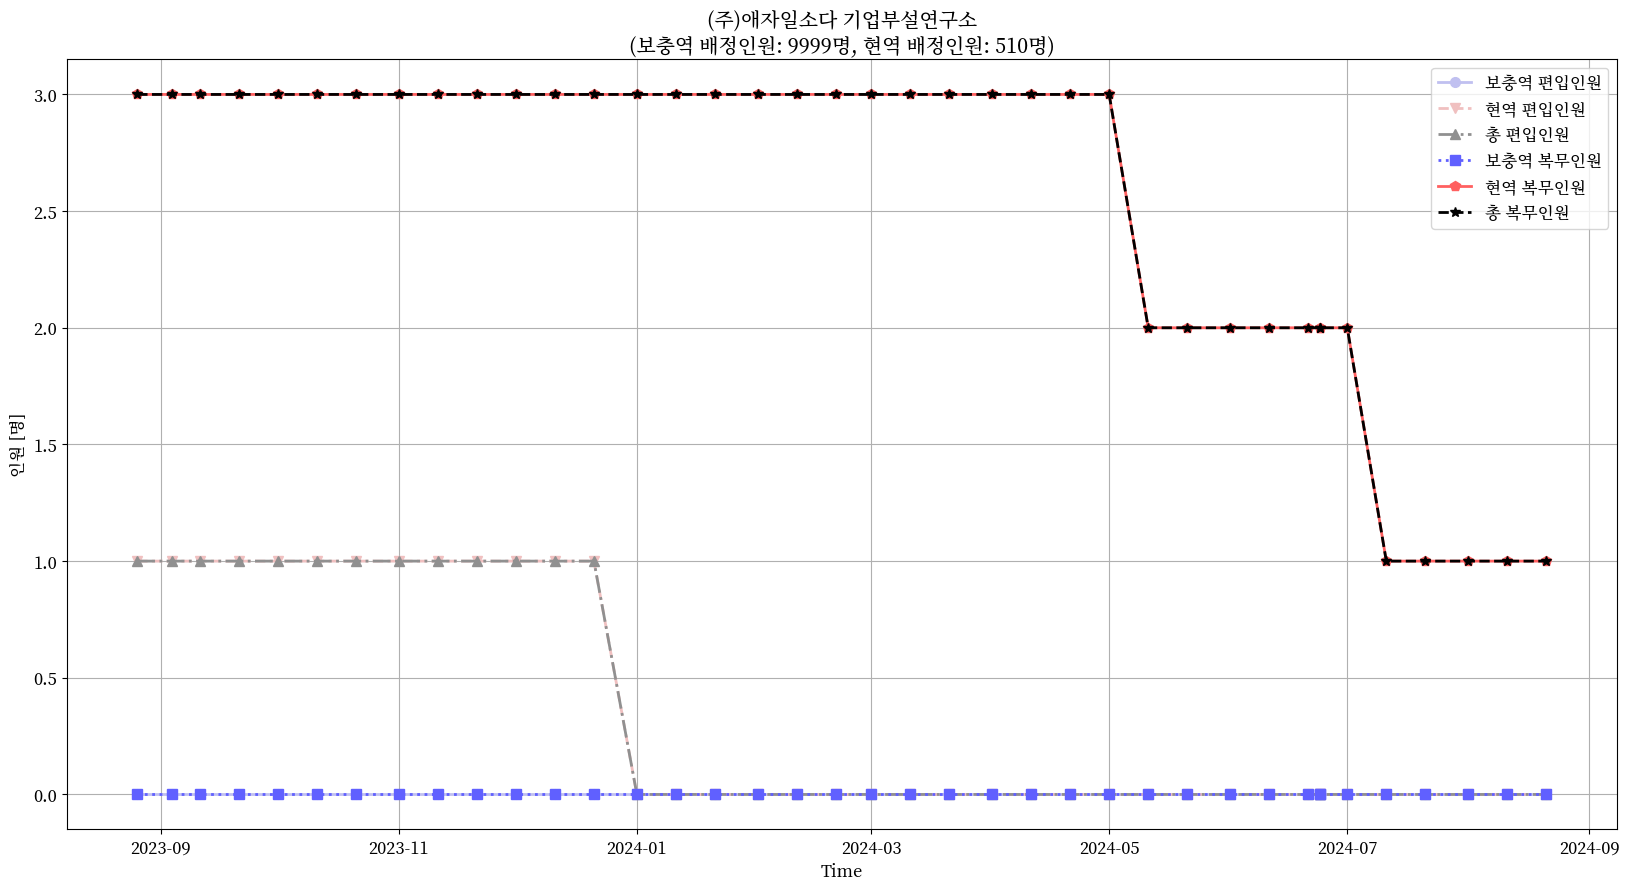 (주)애자일소다 기업부설연구소
(보충역 배정인원: 9999명, 현역 배정인원: 510명)
보충역 편입인원
현역 편입인원
총 편입인원
보충역 복무인원
현역 복무인원
총 복무인원
인원 [명]
3.0
2.5
2.0
1.5
1.0
0.5
0.0
2023-09
2023-11
2024-01
2024-03
2024-05
2024-07
2024-09
Time